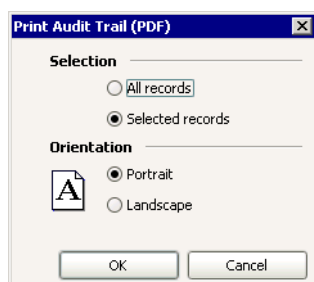 Print Audit Trail (PDF)
Selection
All records
Selected records
Orientation
A
Portrait
Landscape
OK
Cancel